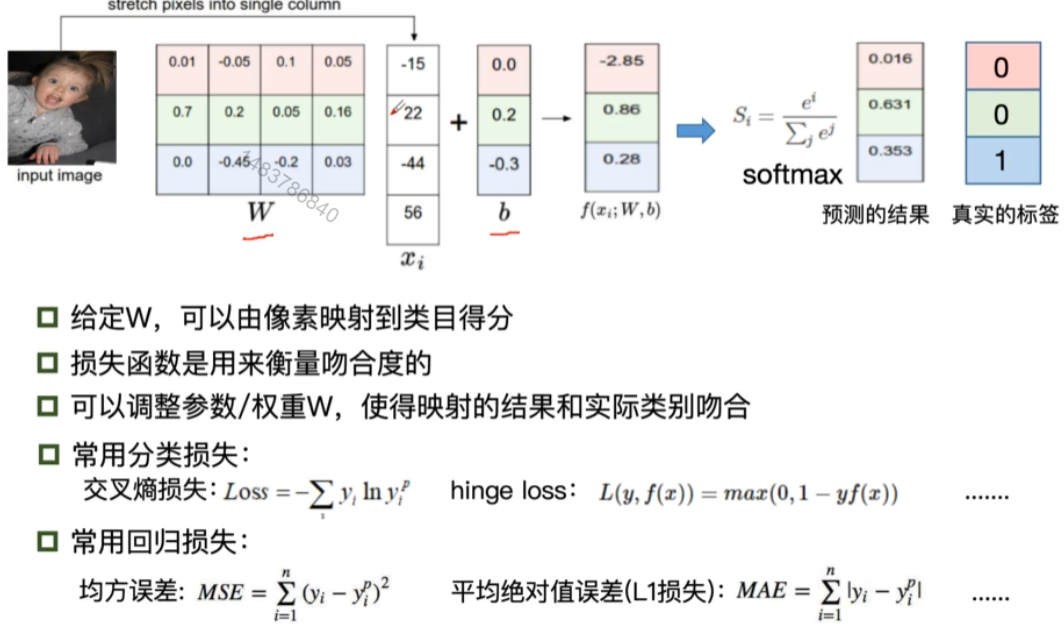 stretch pixels into single column
0.01 -0.05 0.1 0.05 -15 0.0 -2.85 0.016 0
0.7 0.2 0.05 0.16 22 + 0.2 0.86 0.631 0
0.0 -0.45 -0.2 0.03 -44 -0.3 0.28 0.353 1
56
S_i = e^i / ∑_j e^j
softmax
input image
W
b
f(x_i; W, b)
x_i
预测的结果 真实的标签
1483786840
给定W，可以由像素映射到类目得分
损失函数是用来衡量吻合度的
可以调整参数/权重W，使得映射的结果和实际类别吻合
常用分类损失：
交叉熵损失：Loss = -∑_i y_i ln y_i^p hinge loss： L(y, f(x)) = max(0, 1 - yf(x)) .......
常用回归损失：
均方误差: MSE = ∑_{i=1}^{n} (y_i - y_i^p)^2 平均绝对值误差(L1损失)：MAE = ∑_{i=1}^{n} |y_i - y_i^p| ......